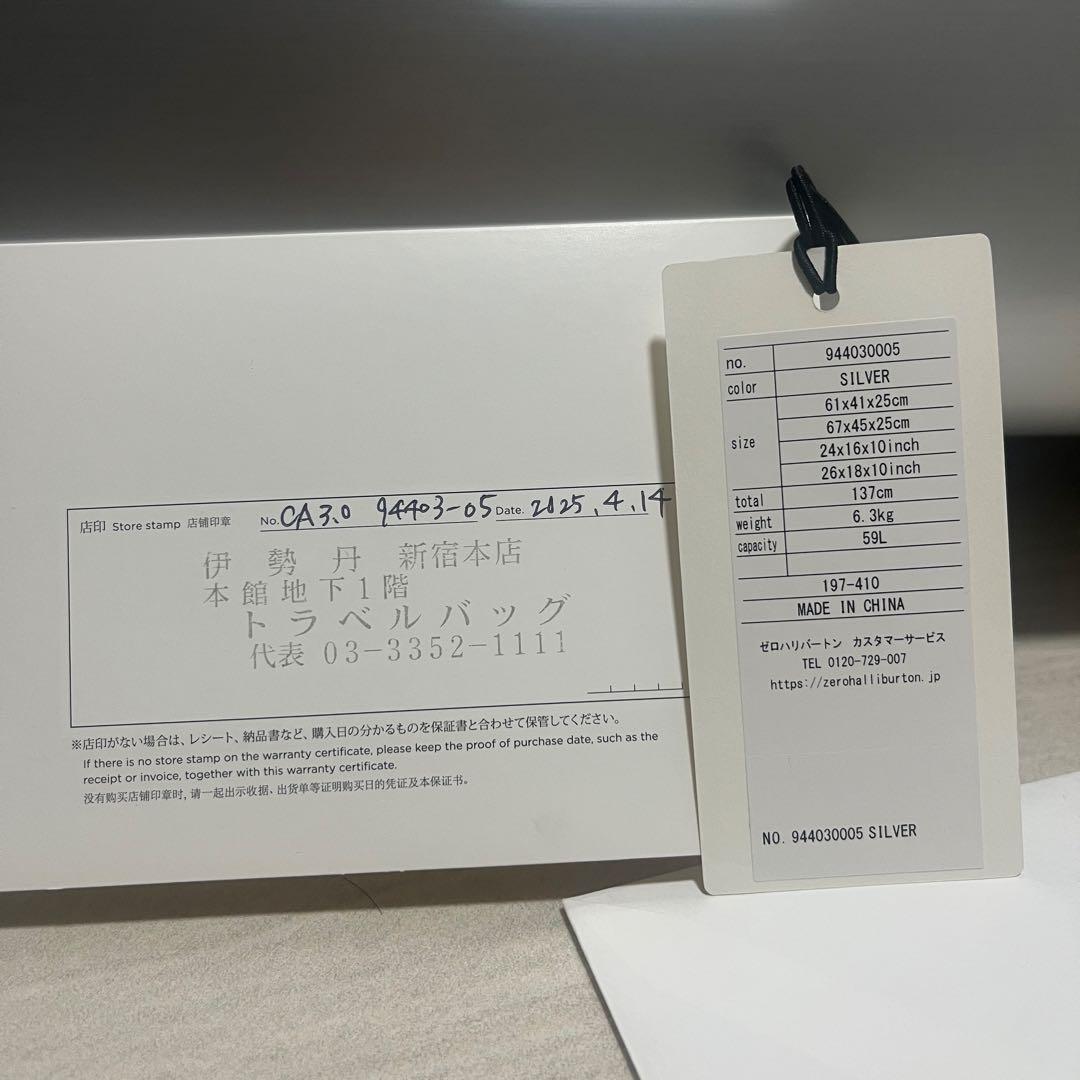 店印 Store stamp 店铺印章 No. CA3.0 94403-05 Date. 2025.4.14
伊勢丹 新宿本店
本館地下1階
トラベルバッグ
代表 03-3352-1111
※店印がない場合は、レシート、納品書など、購入日の分かるものを保証書と合わせて保管してください。
If there is no store stamp on the warranty certificate, please keep the proof of purchase date, such as the
receipt or invoice, together with this warranty certificate.
没有购买店铺印章时, 请一起出示收据、出货单等证明购买日的凭证及本保证书。
no. 944030005
color SILVER
size 61x41x25cm
67x45x25cm
24x16x10inch
26x18x10inch
total 137cm
weight 6.3kg
capacity 59L
197-410
MADE IN CHINA
ゼロハリバートン カスタマーサービス
TEL 0120-729-007
https://zerohalliburton.jp
NO. 944030005 SILVER